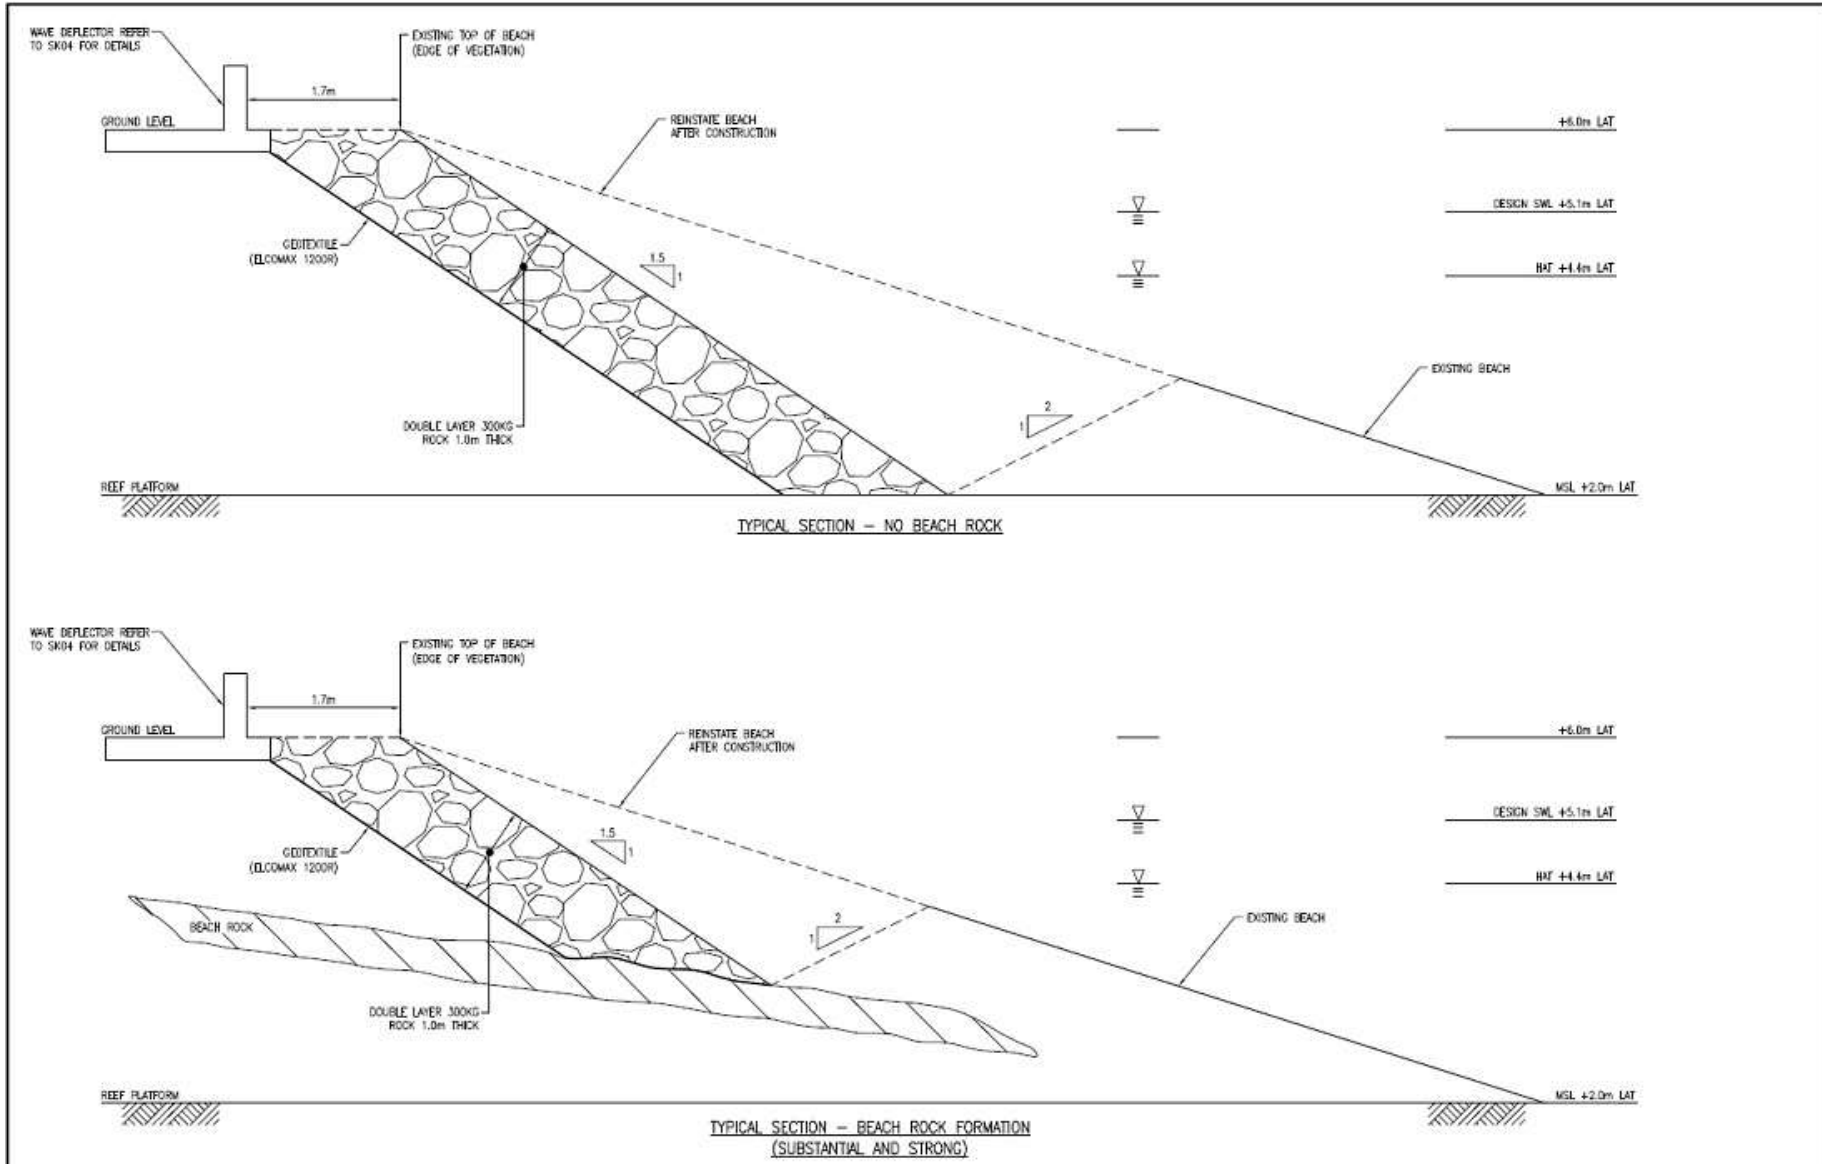 WAVE DEFLECTOR REFER
TO SK04 FOR DETAILS
EXISTING TOP OF BEACH
(EDGE OF VEGETATION)
1.7m
GROUND LEVEL
REINSTATE BEACH
AFTER CONSTRUCTION
+6.0m LAT
DESIGN SWL +5.1m LAT
GEOTEXTILE
(ELCOMAX 1200R)
1.5
1
HAT +4.4m LAT
EXISTING BEACH
2
1
DOUBLE LAYER 300KG
ROCK 1.0m THICK
REEF PLATFORM
MSL +2.0m LAT
TYPICAL SECTION – NO BEACH ROCK
WAVE DEFLECTOR REFER
TO SK04 FOR DETAILS
EXISTING TOP OF BEACH
(EDGE OF VEGETATION)
1.7m
GROUND LEVEL
REINSTATE BEACH
AFTER CONSTRUCTION
+6.0m LAT
DESIGN SWL +5.1m LAT
1.5
1
GEOTEXTILE
(ELCOMAX 1200R)
HAT +4.4m LAT
BEACH ROCK
2
1
EXISTING BEACH
DOUBLE LAYER 300KG
ROCK 1.0m THICK
REEF PLATFORM
MSL +2.0m LAT
TYPICAL SECTION – BEACH ROCK FORMATION
(SUBSTANTIAL AND STRONG)